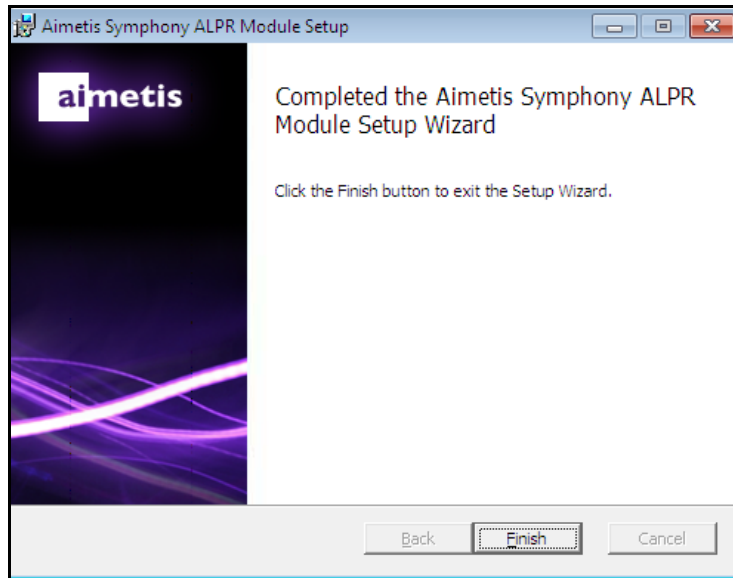 Aimetis Symphony ALPR Module Setup
aimetis
Completed the Aimetis Symphony ALPR
Module Setup Wizard
Click the Finish button to exit the Setup Wizard.
Back
Finish
Cancel